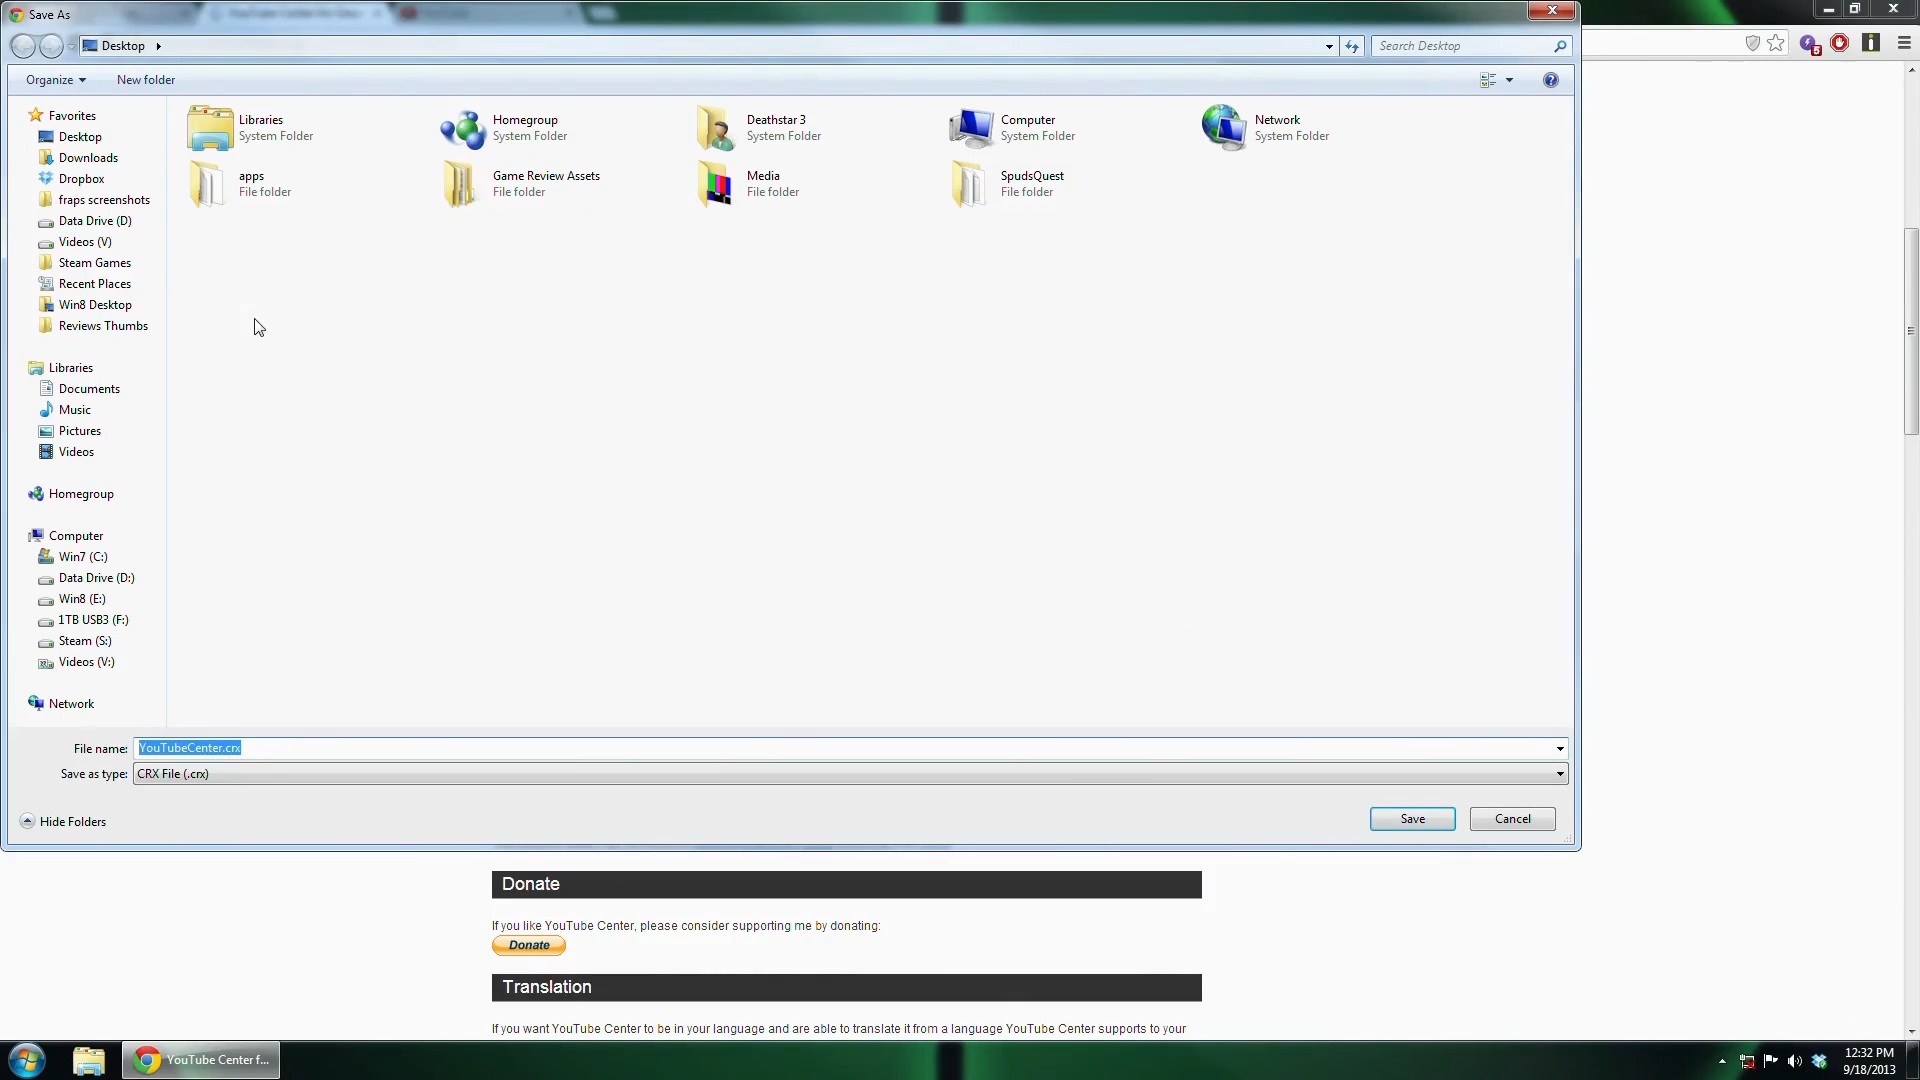 Save As
Desktop
Search Desktop
Organize
New folder
Favorites
Desktop
Downloads
Dropbox
fraps screenshots
Data Drive (D)
Videos (V)
Steam Games
Recent Places
Win8 Desktop
Reviews Thumbs
Libraries
Documents
Music
Pictures
Videos
Homegroup
Computer
Win7 (C:)
Data Drive (D:)
Win8 (E:)
1TB USB3 (F:)
Steam (S:)
Videos (V:)
Network
Libraries
System Folder
Homegroup
System Folder
Deathstar 3
System Folder
Computer
System Folder
Network
System Folder
apps
File folder
Game Review Assets
File folder
Media
File folder
SpudsQuest
File folder
File name: YouTubeCenter.crx
Save as type: CRX File (.crx)
Hide Folders
Save
Cancel
Donate
If you like YouTube Center, please consider supporting me by donating:
Donate
Translation
If you want YouTube Center to be in your language and are able to translate it from a language YouTube Center supports to your
YouTube Center f...
12:32 PM
9/18/2013